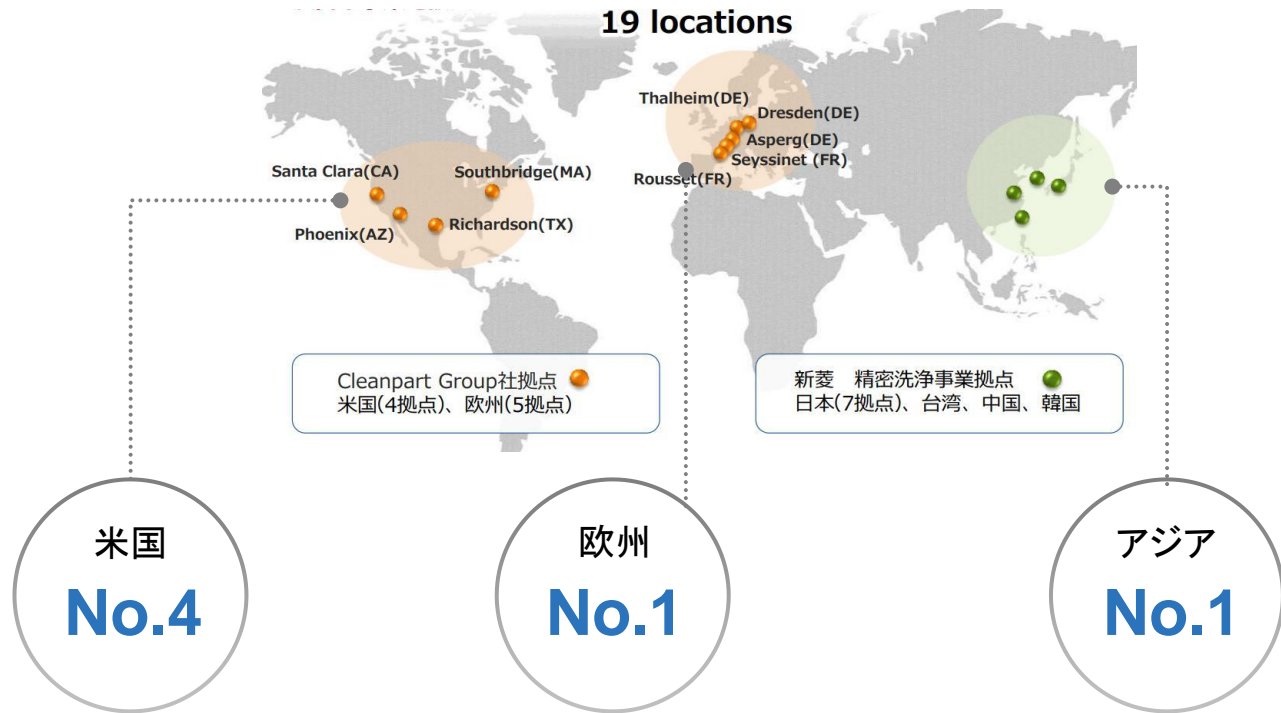 19 locations
Thalheim(DE)
Dresden(DE)
Asperg(DE)
Seyssinet (FR)
Rousset(FR)
Santa Clara(CA)
Southbridge(MA)
Phoenix(AZ)
Richardson(TX)
Cleanpart Group社拠点
米国(4拠点)、欧州(5拠点)
新菱　精密洗浄事業拠点
日本(7拠点)、台湾、中国、韓国
米国
No.4
欧州
No.1
アジア
No.1